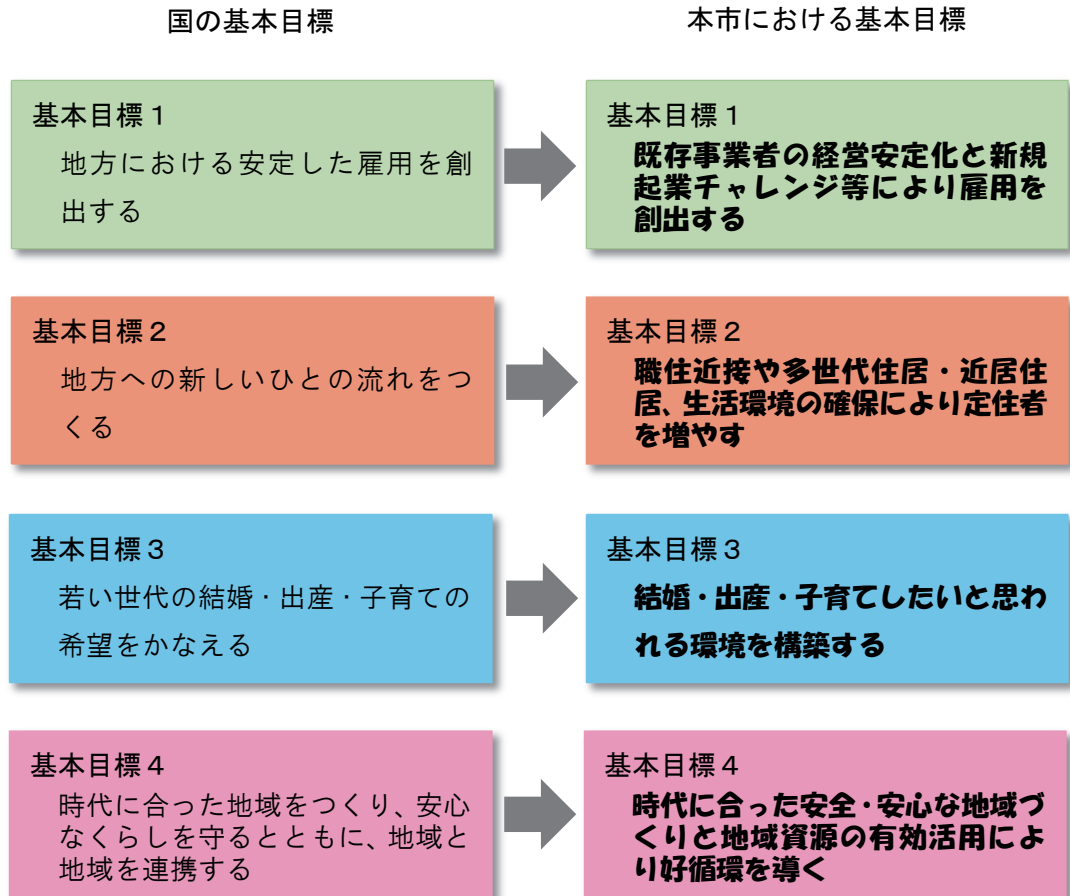 国の基本目標
本市における基本目標
基本目標1
地方における安定した雇用を創
出する
基本目標1
既存事業者の経営安定化と新規
起業チャレンジ等により雇用を
創出する
基本目標2
地方への新しいひとの流れをつ
くる
基本目標2
職住近接や多世代住居・近居住
居、生活環境の確保により定住者
を増やす
基本目標3
若い世代の結婚・出産・子育ての
希望をかなえる
基本目標3
結婚・出産・子育てしたいと思わ
れる環境を構築する
基本目標4
時代に合った地域をつくり、安心
なくらしを守るとともに、地域と
地域を連携する
基本目標4
時代に合った安全・安心な地域づ
くりと地域資源の有効活用によ
り好循環を導く